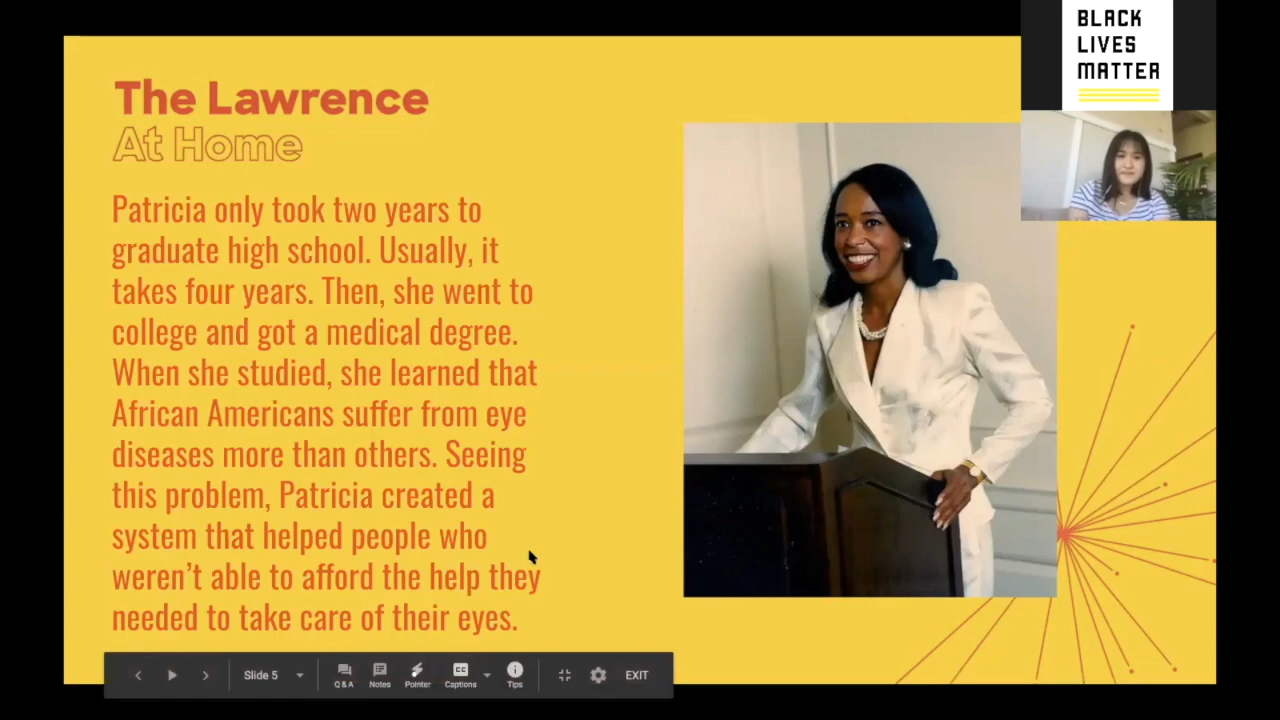 BLACK
LIVES
MATTER
The Lawrence
At Home
Patricia only took two years to
graduate high school. Usually, it
takes four years. Then, she went to
college and got a medical degree.
When she studied, she learned that
African Americans suffer from eye
diseases more than others. Seeing
this problem, Patricia created a
system that helped people who
weren't able to afford the help they
needed to take care of their eyes.
Slide 5
Q & A
Notes
Pointer
CC
Captions
Tips
EXIT